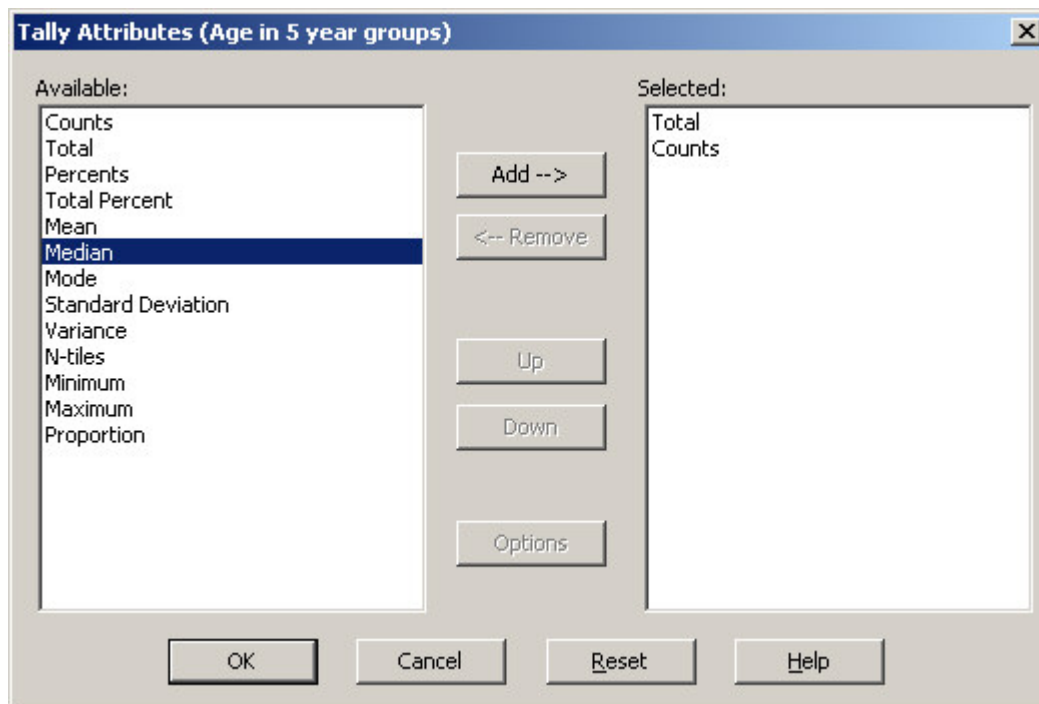 Tally Attributes (Age in 5 year groups)
Available:
Counts
Total
Percents
Total Percent
Mean
Median
Mode
Standard Deviation
Variance
N-tiles
Minimum
Maximum
Proportion
Add -->
<-- Remove
Up
Down
Options
Selected:
Total
Counts
OK
Cancel
Reset
Help